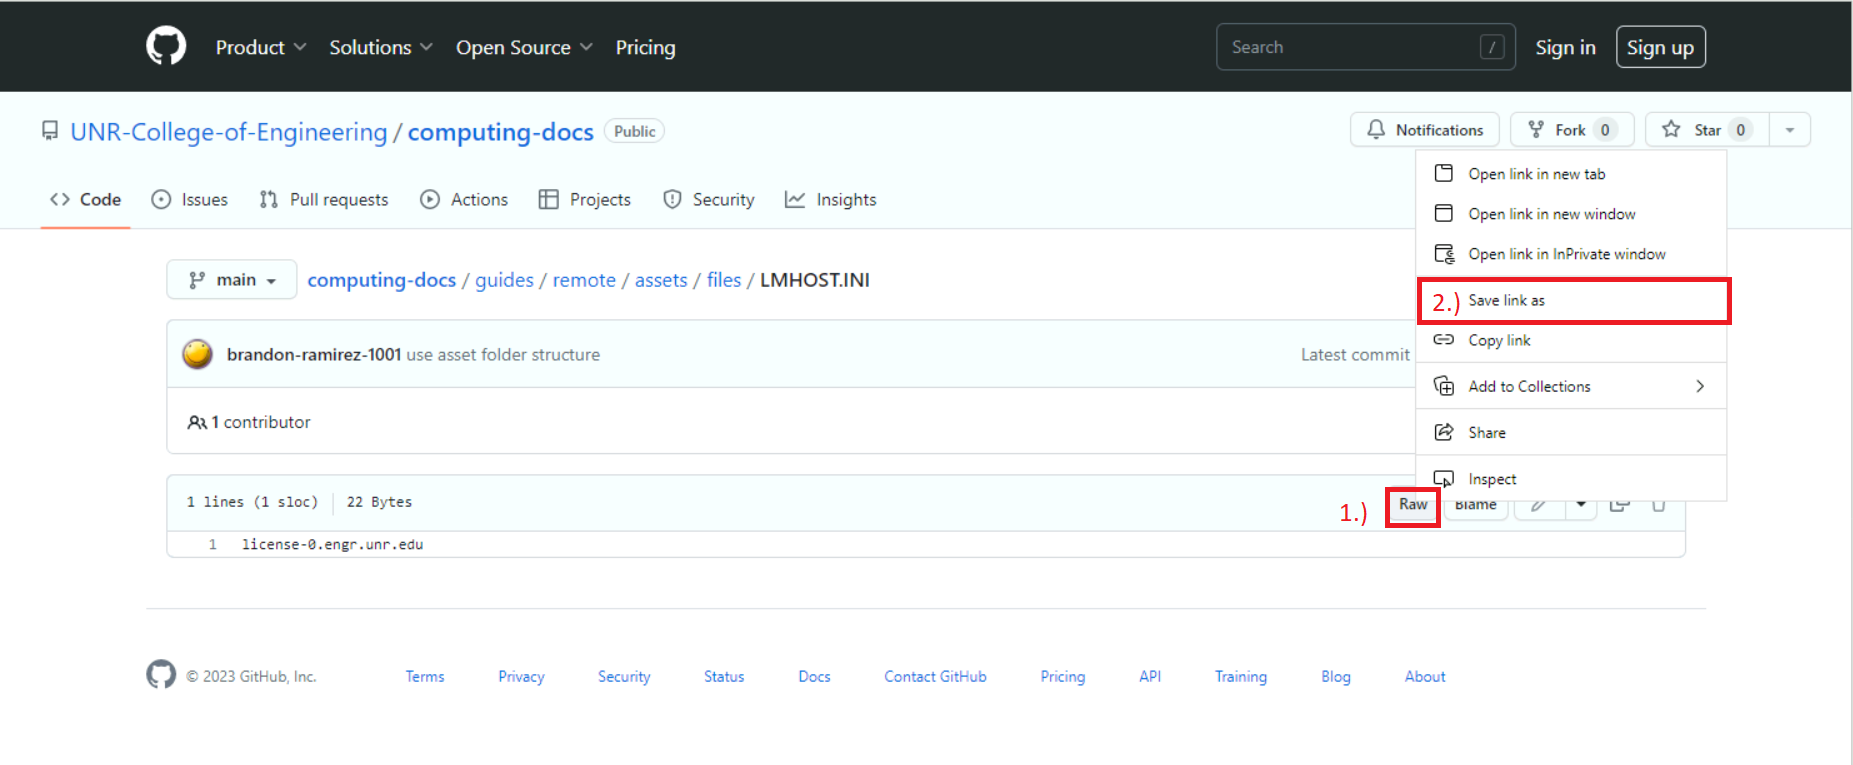 Product Solutions Open Source Pricing Search / Sign in Sign up
UNR-College-of-Engineering / computing-docs Public Notifications Fork 0 Star 0
Code Issues Pull requests Actions Projects Security Insights
Open link in new tab
Open link in new window
Open link in InPrivate window
2.) Save link as
Copy link
Add to Collections
Share
Inspect
main computing-docs / guides / remote / assets / files / LMHOST.INI
brandon-ramirez-1001 use asset folder structure Latest commit
1 contributor
1 lines (1 sloc) 22 Bytes 1.) Raw Blame
1 license-0.engr.unr.edu
© 2023 GitHub, Inc. Terms Privacy Security Status Docs Contact GitHub Pricing API Training Blog About